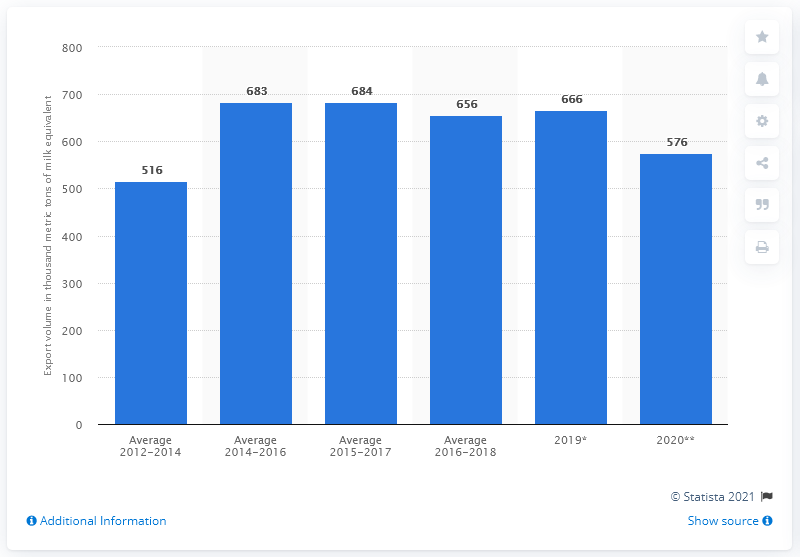 800
700
600
500
400
300
200
100
0
Export volume in thousand metric tons of milk equivalent
516
683
684
656
666
576
Average
2012–2014
Average
2014–2016
Average
2015–2017
Average
2016–2018
2019*
2020**
© Statista 2021
Additional Information
Show source